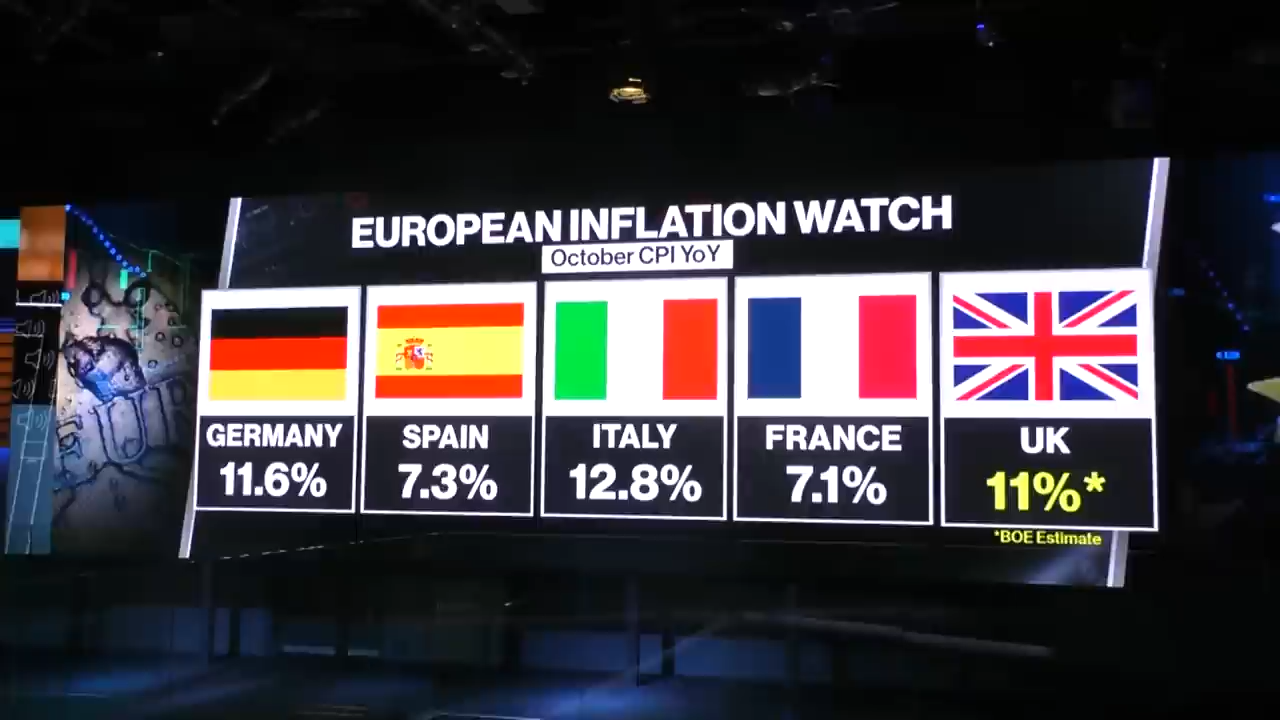 EUROPEAN INFLATION WATCH
October CPI YoY
GERMANY
11.6%
SPAIN
7.3%
ITALY
12.8%
FRANCE
7.1%
UK
11%*
*BOE Estimate
EUR